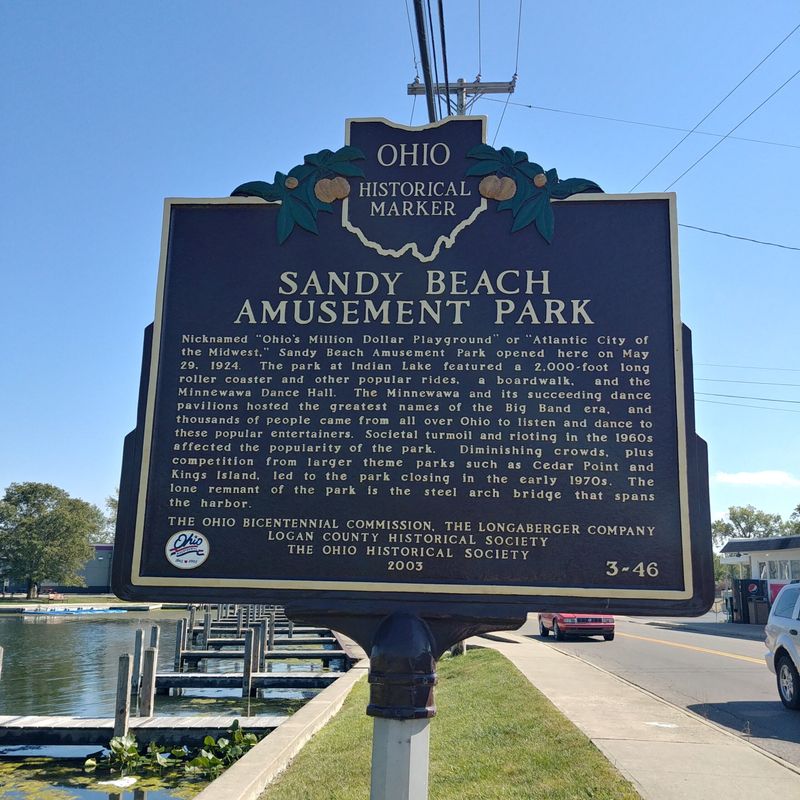 OHIO
HISTORICAL
MARKER
SANDY BEACH
AMUSEMENT PARK
Nicknamed "Ohio's Million Dollar Playground" or "Atlantic City of
the Midwest," Sandy Beach Amusement Park opened here on May
29, 1924. The park at Indian Lake featured a 2,000-foot long
roller coaster and other popular rides, a boardwalk, and the
Minnewawa Dance Hall. The Minnewawa and its succeeding dance
pavilions hosted the greatest names of the Big Band era, and
thousands of people came from all over Ohio to listen and dance to
these popular entertainers. Societal turmoil and rioting in the 1960s
affected the popularity of the park. Diminishing crowds, plus
competition from larger theme parks such as Cedar Point and
Kings Island, led to the park closing in the early 1970s. The
lone remnant of the park is the steel arch bridge that spans
the harbor.
THE OHIO BICENTENNIAL COMMISSION, THE LONGABERGER COMPANY
LOGAN COUNTY HISTORICAL SOCIETY
THE OHIO HISTORICAL SOCIETY
2003
3-46
Ohio